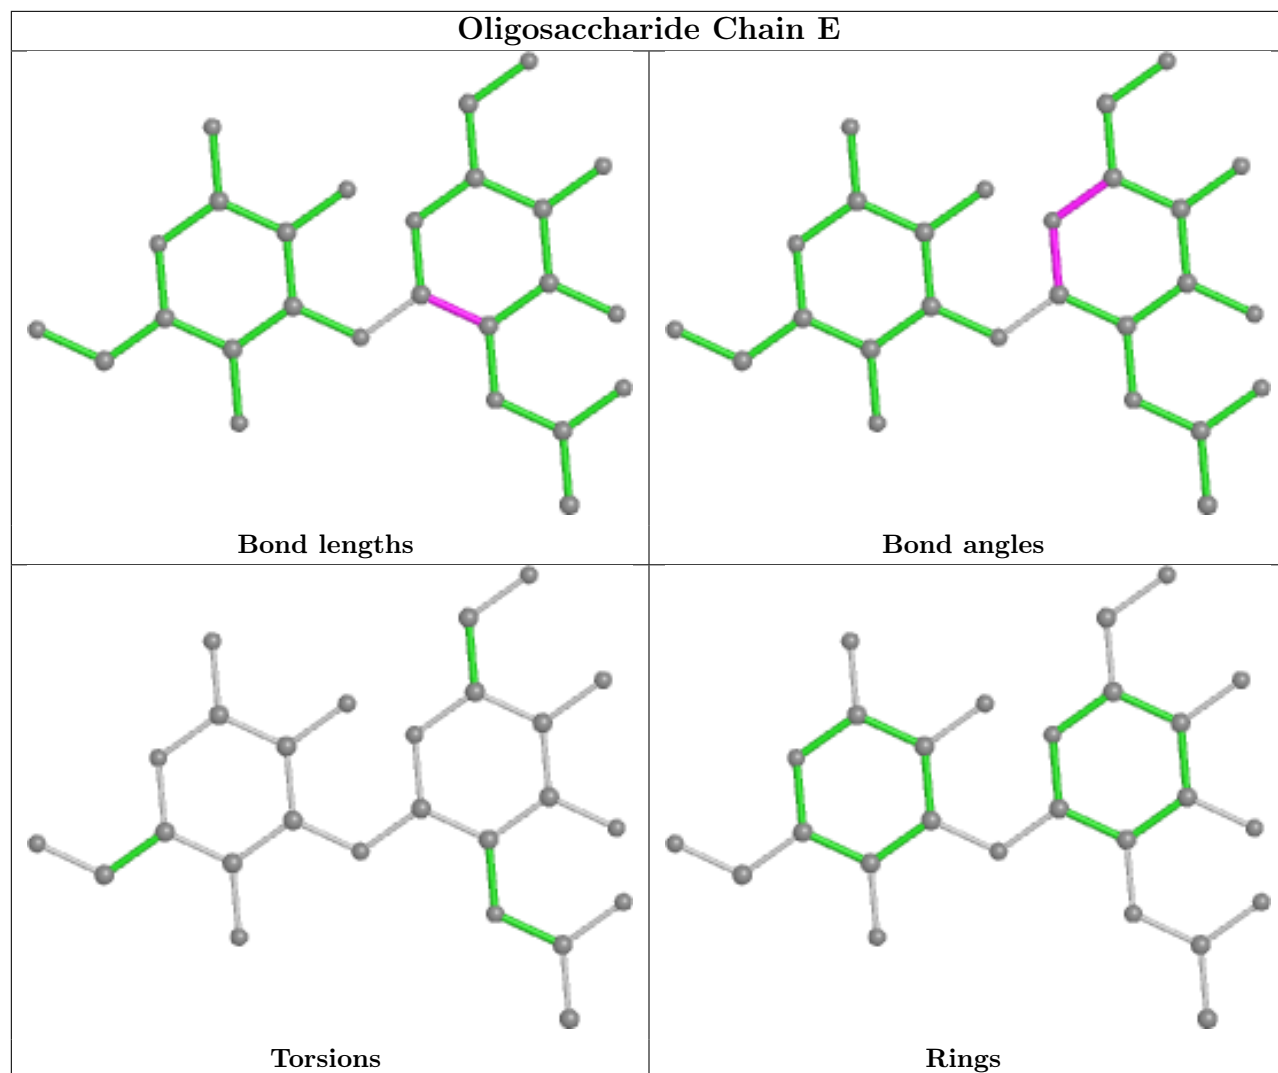 Oligosaccharide Chain E
Bond lengths
Bond angles
Torsions
Rings